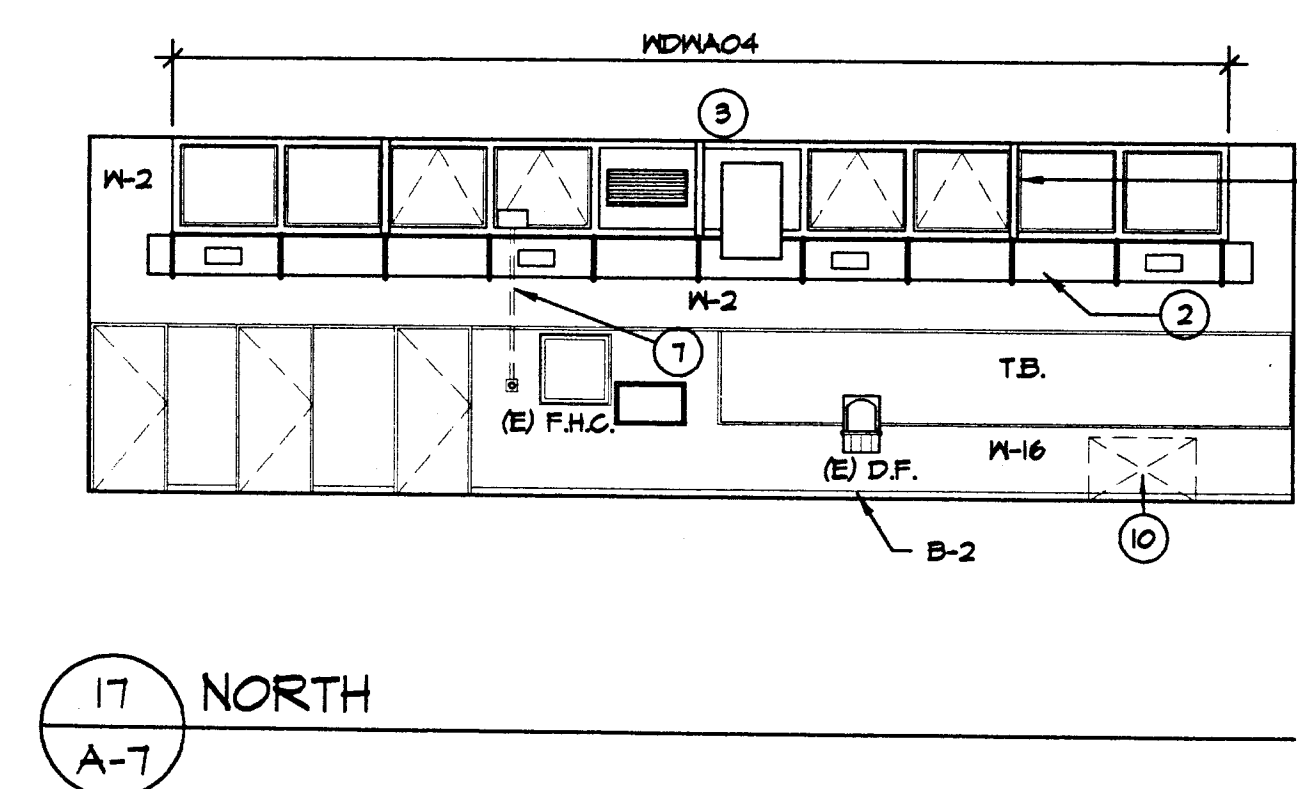 WDWA04
3
W-2
W-2
2
7
T.B.
(E) F.H.C.
W-16
(E) D.F.
10
B-2
17 NORTH
A-7